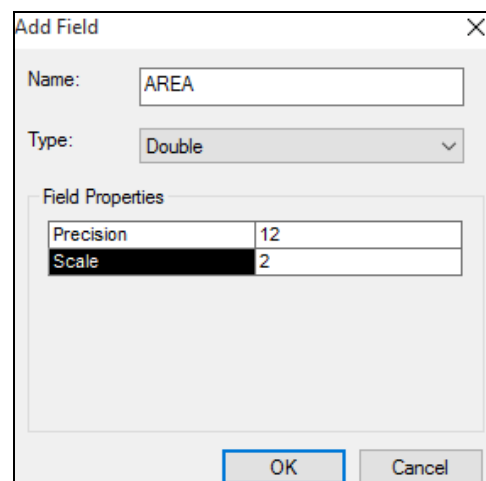 Add Field
Name: AREA
Type: Double
Field Properties
Precision 12
Scale 2
OK Cancel